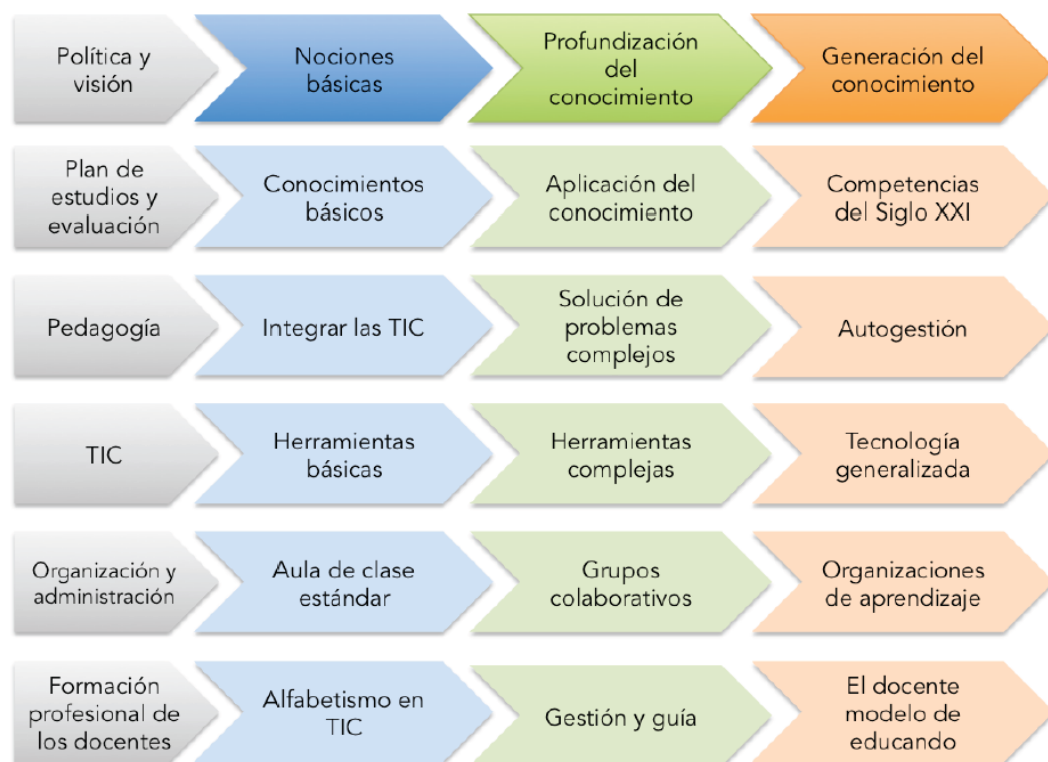 Política y
visión
Nociones
básicas
Profundización
del
conocimiento
Generación del
conocimiento
Plan de
estudios y
evaluación
Conocimientos
básicos
Aplicación del
conocimiento
Competencias
del Siglo XXI
Pedagogía
Integrar las TIC
Solución de
problemas
complejos
Autogestión
TIC
Herramientas
básicas
Herramientas
complejas
Tecnología
generalizada
Organización y
administración
Aula de clase
estándar
Grupos
colaborativos
Organizaciones
de aprendizaje
Formación
profesional de
los docentes
Alfabetismo en
TIC
Gestión y guía
El docente
modelo de
educando